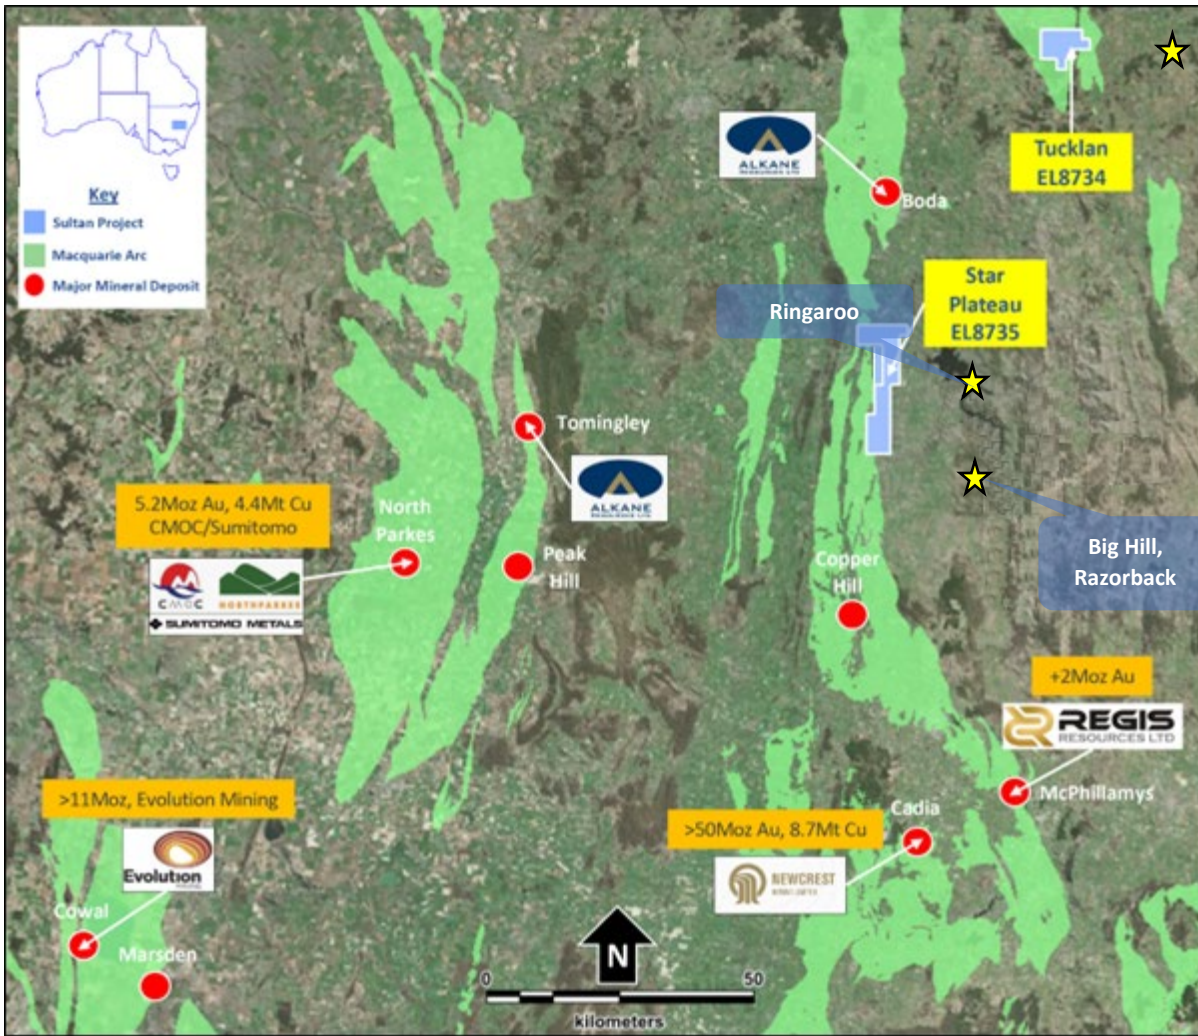 Key
Sultan Project
Macquarie Arc
Major Mineral Deposit
ALKANE
RESOURCES LTD
Boda
Tucklan
EL8734
Star
Plateau
EL8735
Ringaroo
Tomingley
ALKANE
RESOURCES LTD
5.2Moz Au, 4.4Mt Cu
CMOC/Sumitomo
North
Parkes
CMOC
NORTHPARKES
SUMITOMO METALS
Peak
Hill
Copper
Hill
Big Hill,
Razorback
+2Moz Au
REGIS
RESOURCES LTD
McPhillamys
>11Moz, Evolution Mining
Evolution
Cowal
Marsden
>50Moz Au, 8.7Mt Cu
Cadia
NEWCREST
N
0
50
kilometers